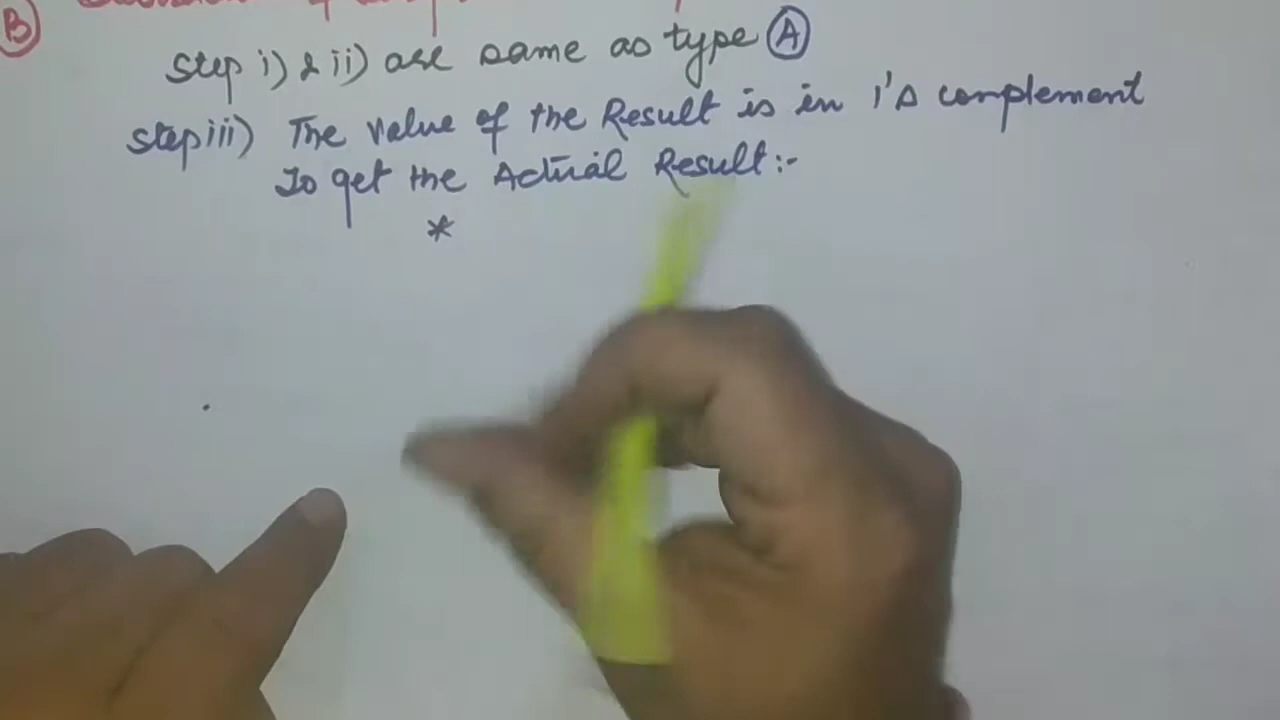 B
step i) & ii) are same as type A
step iii) The value of the Result is in 1's complement
To get the Actual Result:-
*